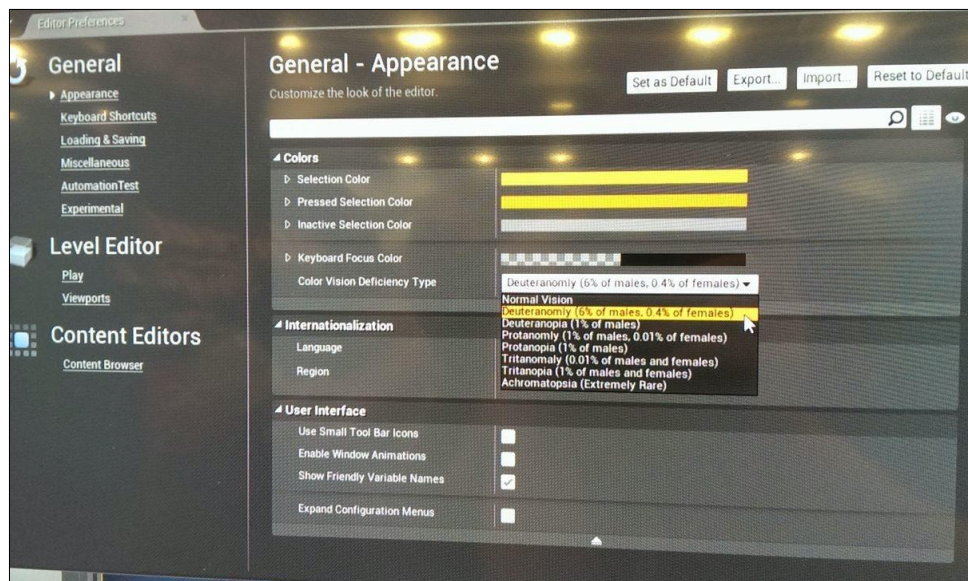 Editor Preferences
General
Appearance
Keyboard Shortcuts
Loading & Saving
Miscellaneous
AutomationTest
Experimental
Level Editor
Play
Viewports
Content Editors
Content Browser
General - Appearance
Customize the look of the editor.
Set as Default
Export...
Import...
Reset to Default
Colors
Selection Color
Pressed Selection Color
Inactive Selection Color
Keyboard Focus Color
Color Vision Deficiency Type
Deuteranomly (6% of males, 0.4% of females)
Normal Vision
Deuteranomly (6% of males, 0.4% of females)
Deuteranopia (1% of males)
Protanomly (1% of males, 0.01% of females)
Protanopia (1% of males)
Tritanomaly (0.01% of males and females)
Tritanopia (1% of males and females)
Achromatopsia (Extremely Rare)
Internationalization
Language
Region
User Interface
Use Small Tool Bar Icons
Enable Window Animations
Show Friendly Variable Names
Expand Configuration Menus